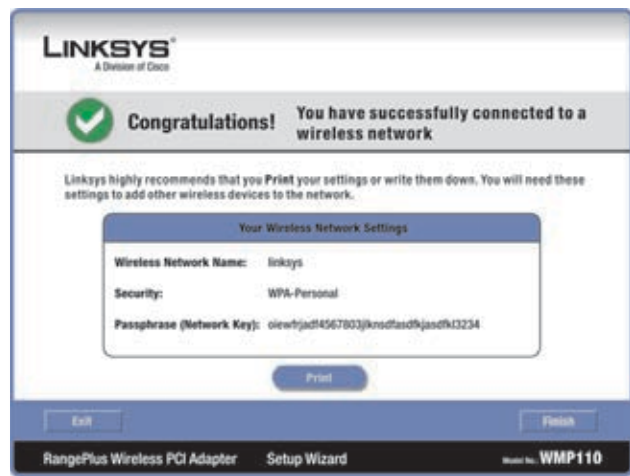 LINKSYS®
A Division of Cisco
Congratulations!
You have successfully connected to a
wireless network
Linksys highly recommends that you Print your settings or write them down. You will need these
settings to add other wireless devices to the network.
Your Wireless Network Settings
Wireless Network Name: linksys
Security: WPA-Personal
Passphrase (Network Key):
Print
Exit
Finish
RangePlus Wireless PCI Adapter Setup Wizard Model No. WMP110